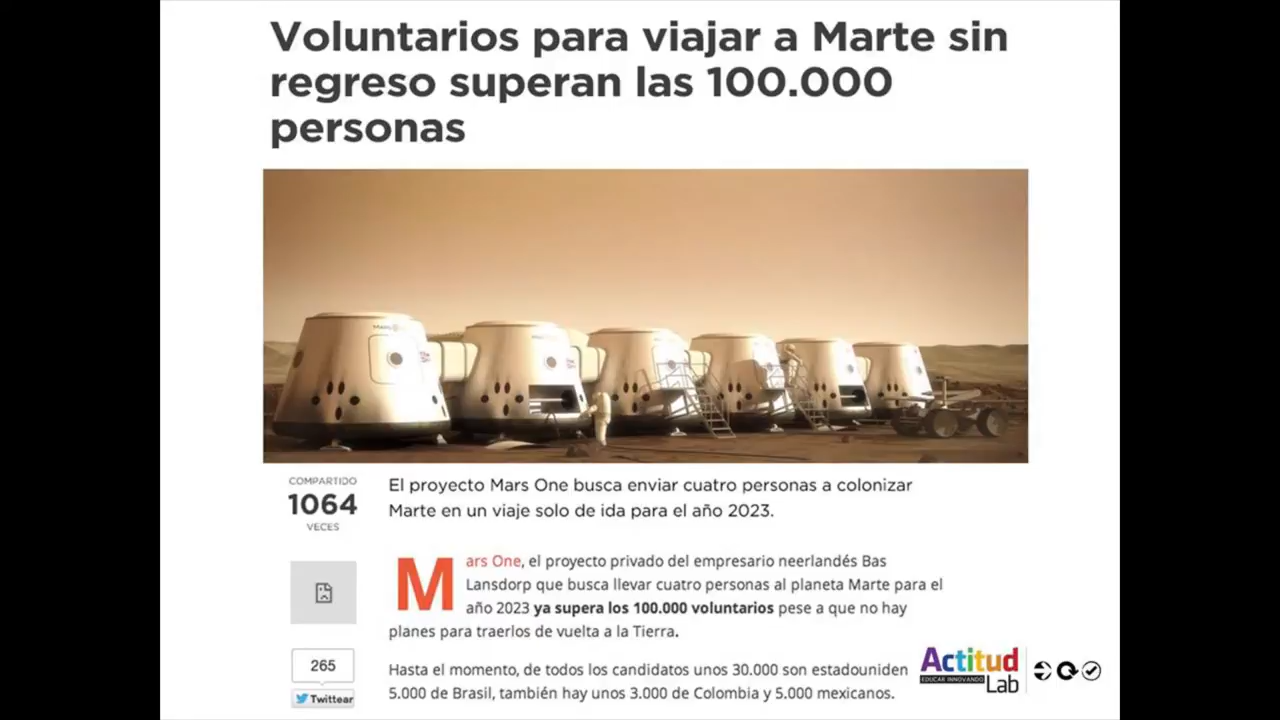 Voluntarios para viajar a Marte sin
regreso superan las 100.000
personas
COMPARTIDO
1064
VECES
El proyecto Mars One busca enviar cuatro personas a colonizar
Marte en un viaje solo de ida para el año 2023.
Mars One, el proyecto privado del empresario neerlandés Bas
Lansdorp que busca llevar cuatro personas al planeta Marte para el
año 2023 ya supera los 100.000 voluntarios pese a que no hay
planes para traerlos de vuelta a la Tierra.
265
Twittear
Hasta el momento, de todos los candidatos unos 30.000 son estadouniden
5.000 de Brasil, también hay unos 3.000 de Colombia y 5.000 mexicanos.
Actitud
EDUCAR INNOVANDO
Lab